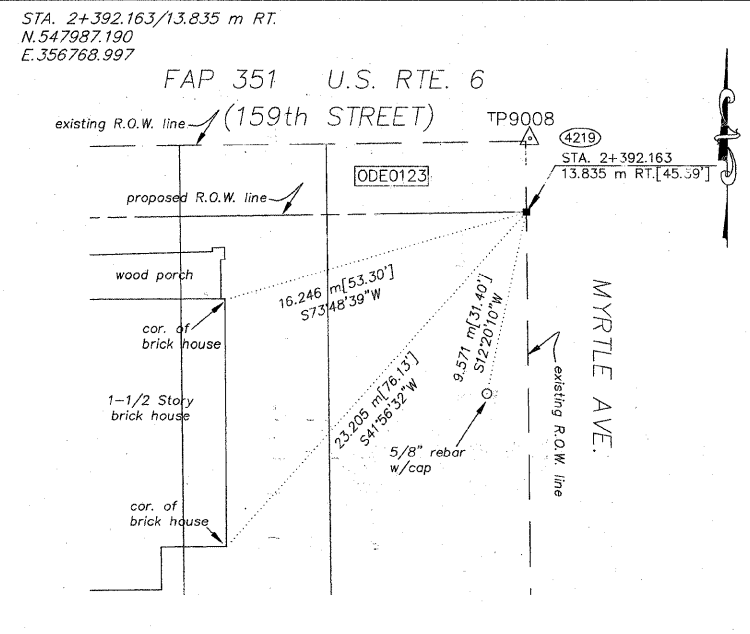 STA. 2+392.163/13.835 m RT.
N.547987.190
E.356768.997
FAP 351 U.S. RTE. 6
(159th STREET)
existing R.O.W. line
TP9008
4219
STA. 2+392.163
13.835 m RT.[45.39']
ODE0123
proposed R.O.W. line
wood porch
16.246 m[53.30']
S73°48'39"W
cor. of
brick house
9.571 m[31.40']
S12°20'10"W
MYRTLE AVE.
existing R.O.W. line
1-1/2 Story
brick house
23.205 m[76.13']
S41°56'32"W
5/8" rebar
w/cap
cor. of
brick house